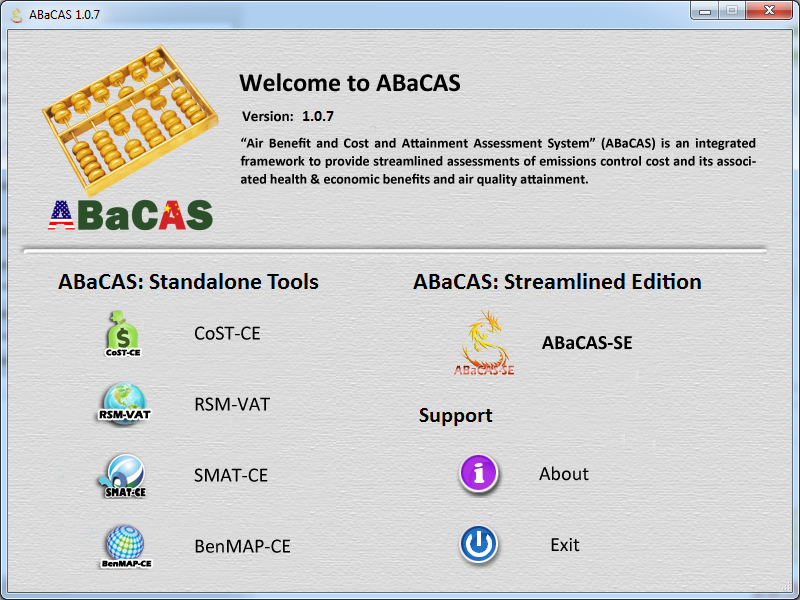 ABaCAS 1.0.7
Welcome to ABaCAS
Version: 1.0.7
“Air Benefit and Cost and Attainment Assessment System” (ABaCAS) is an integrated
framework to provide streamlined assessments of emissions control cost and its associ-
ated health & economic benefits and air quality attainment.
ABaCAS
ABaCAS: Standalone Tools
CoST-CE
CoST-CE
RSM-VAT
RSM-VAT
SMAT-CE
SMAT-CE
BenMAP-CE
BenMAP-CE
ABaCAS: Streamlined Edition
ABaCAS-SE
ABaCAS-SE
Support
i
About
Exit